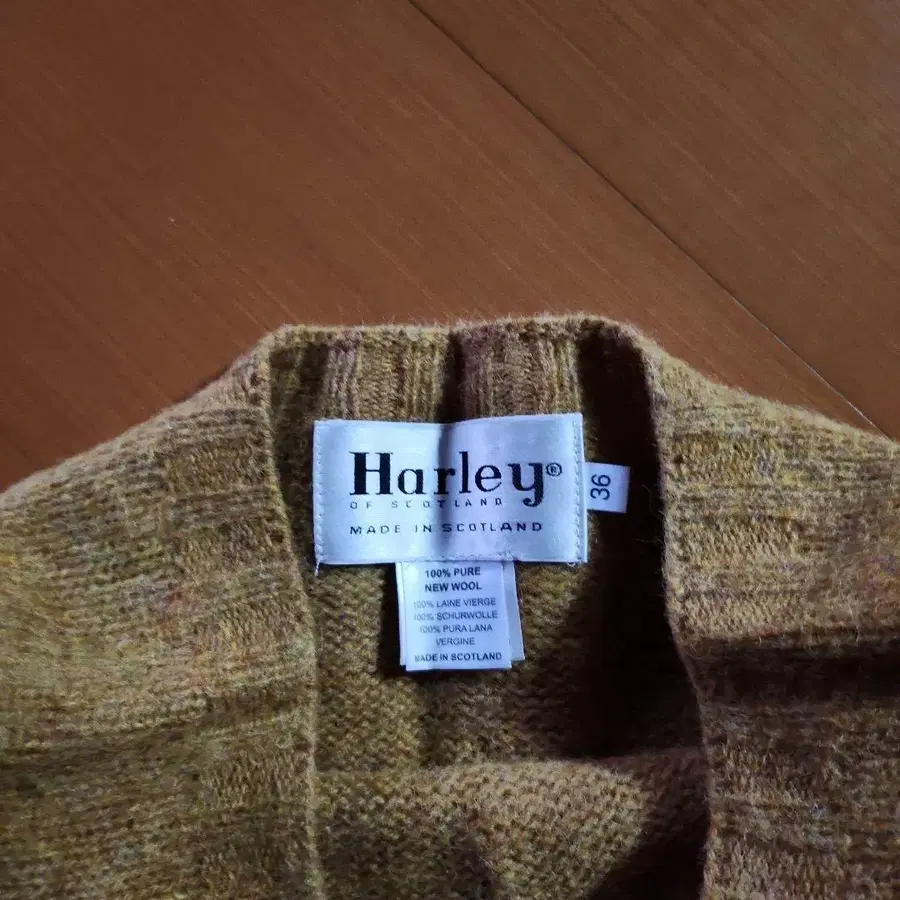 Harley®
OF SCOTLAND
MADE IN SCOTLAND
36
100% PURE
NEW WOOL
100% LAINE VIERGE
100% SCHURWOLLE
100% PURA LANA
VERGINE
MADE IN SCOTLAND